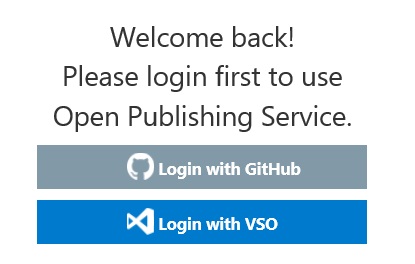 Welcome back!
Please login first to use
Open Publishing Service.
Login with GitHub
Login with VSO